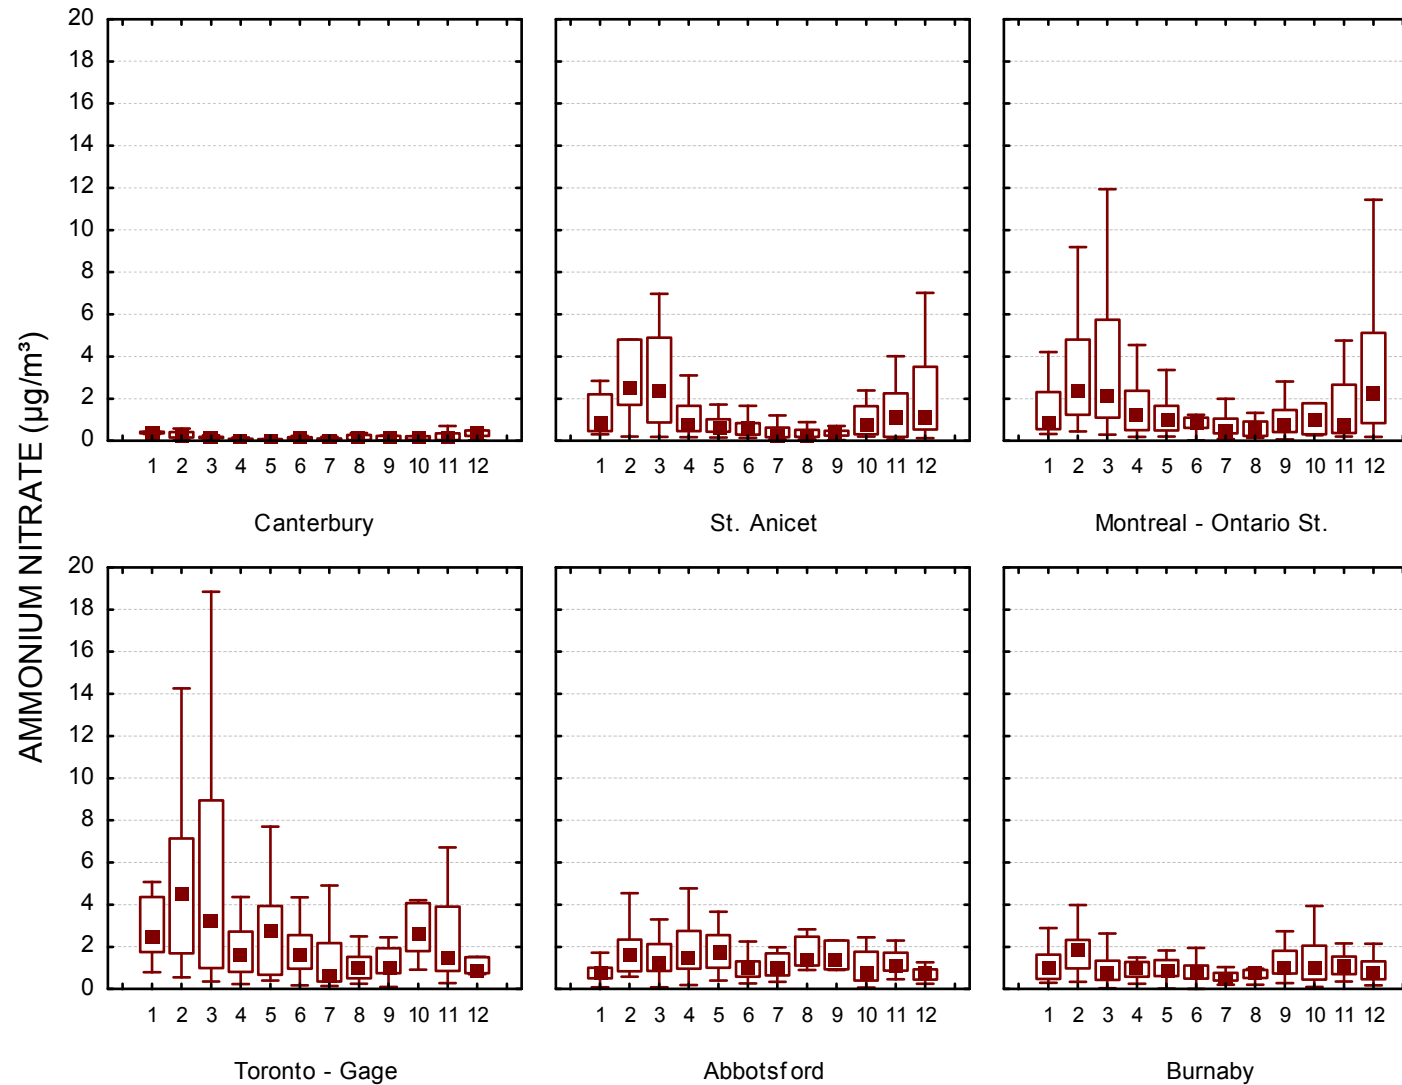 AMMONIUM NITRATE (µg/m³)
20
18
16
14
12
10
8
6
4
2
0
1 2 3 4 5 6 7 8 9 10 11 12
1 2 3 4 5 6 7 8 9 10 11 12
1 2 3 4 5 6 7 8 9 10 11 12
Canterbury
St. Anicet
Montreal - Ontario St.
20
18
16
14
12
10
8
6
4
2
0
1 2 3 4 5 6 7 8 9 10 11 12
1 2 3 4 5 6 7 8 9 10 11 12
1 2 3 4 5 6 7 8 9 10 11 12
Toronto - Gage
Abbotsford
Burnaby